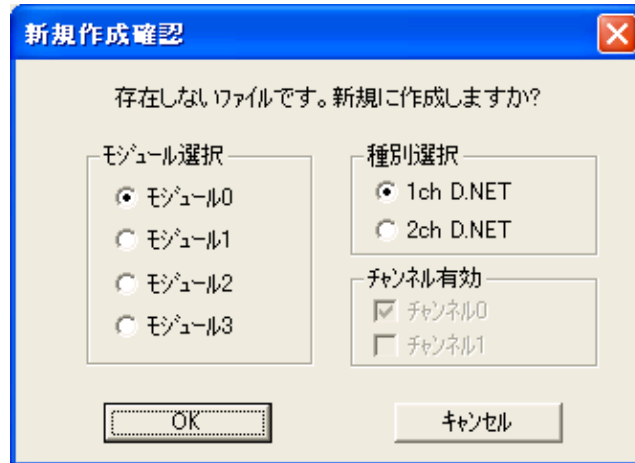 新規作成確認
存在しないファイルです。新規に作成しますか?
モジュール選択
モジュール0
モジュール1
モジュール2
モジュール3
種別選択
1ch D.NET
2ch D.NET
チャンネル有効
チャンネル0
チャンネル1
OK
キャンセル